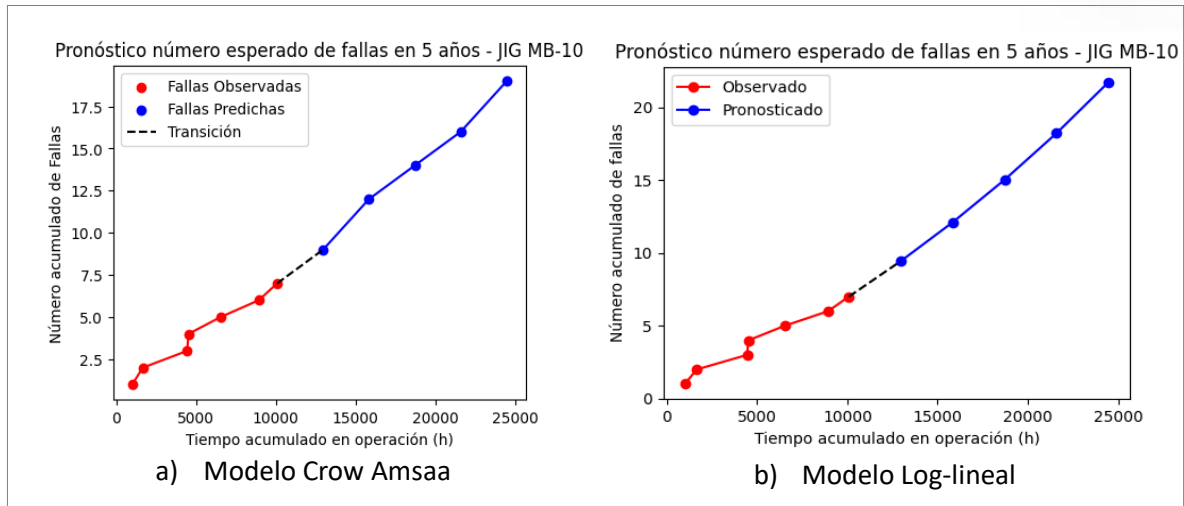 Pronóstico número esperado de fallas en 5 años - JIG MB-10
Fallas Observadas
Fallas Predichas
Transición
17.5
15.0
12.5
10.0
7.5
5.0
2.5
Número acumulado de Fallas
0
5000
10000
15000
20000
25000
Tiempo acumulado en operación (h)
a) Modelo Crow Amsaa
Pronóstico número esperado de fallas en 5 años - JIG MB-10
Observado
Pronosticado
20
15
10
5
0
Número acumulado de fallas
0
5000
10000
15000
20000
25000
Tiempo acumulado en operación (h)
b) Modelo Log-lineal